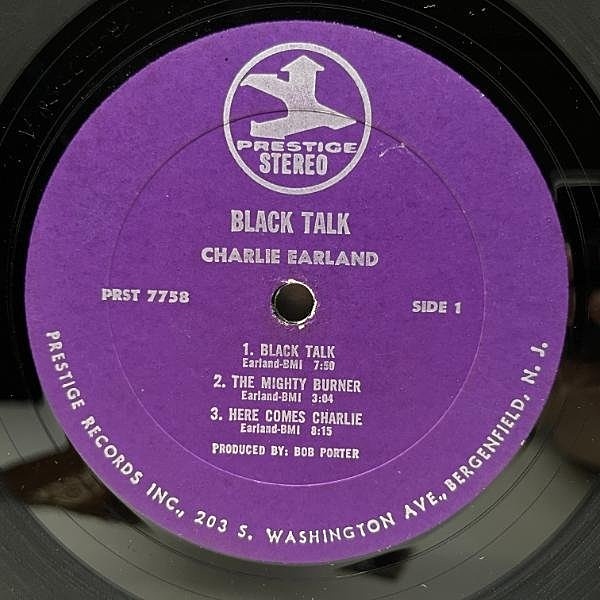 PRESTIGE
STEREO
BLACK TALK
CHARLIE EARLAND
PRST 7758
SIDE 1
1. BLACK TALK
Earland-BMI 7:50
2. THE MIGHTY BURNER
Earland-BMI 3:04
3. HERE COMES CHARLIE
Earland-BMI 8:15
PRODUCED BY: BOB PORTER
PRESTIGE RECORDS INC., 203 S. WASHINGTON AVE., BERGENFIELD, N. J.